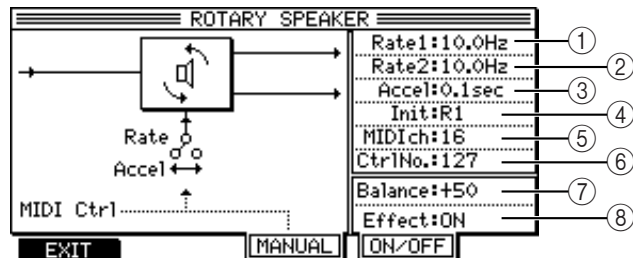 ROTARY SPEAKER
Rate1:10.0Hz ①
Rate2:10.0Hz ②
Accel:0.1sec ③
Init:R1 ④
MIDIch:16 ⑤
CtrlNo.:127 ⑥
Balance:+50 ⑦
Effect:ON ⑧
Rate
Accel
MIDI Ctrl
EXIT
MANUAL
ON/OFF